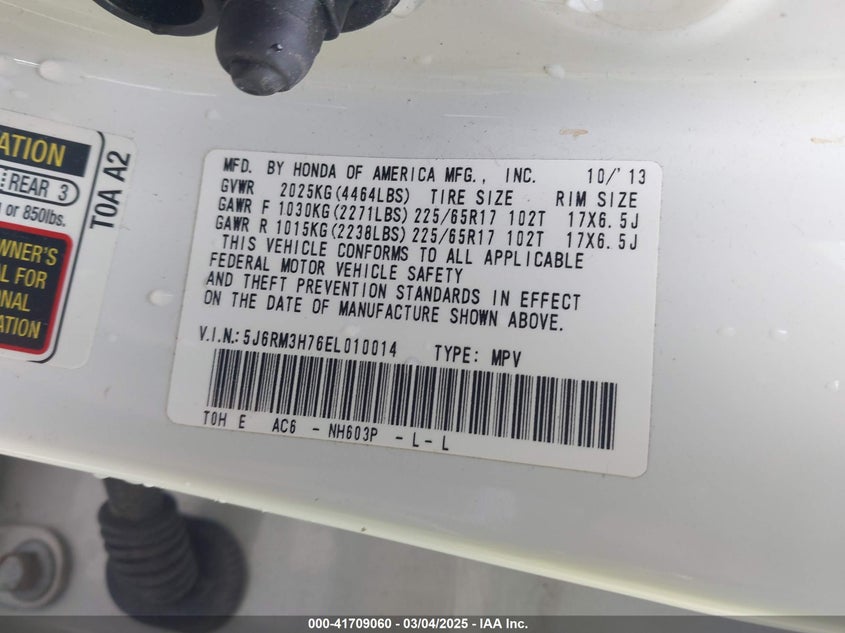 ATION
REAR 3
or 850lbs.
WNER'S
L FOR
NAL
ATION
T0A A2
MFD. BY HONDA OF AMERICA MFG., INC. 10/'13
GVWR 2025KG(4464LBS) TIRE SIZE RIM SIZE
GAWR F 1030KG(2271LBS) 225/65R17 102T 17X6.5J
GAWR R 1015KG(2238LBS) 225/65R17 102T 17X6.5J
THIS VEHICLE CONFORMS TO ALL APPLICABLE
FEDERAL MOTOR VEHICLE SAFETY
AND THEFT PREVENTION STANDARDS IN EFFECT
ON THE DATE OF MANUFACTURE SHOWN ABOVE.
V.I.N.:5J6RM3H76EL010014 TYPE: MPV
T0H E AC6 - NH603P - L - L
000-41709060 - 03/04/2025 - IAA Inc.